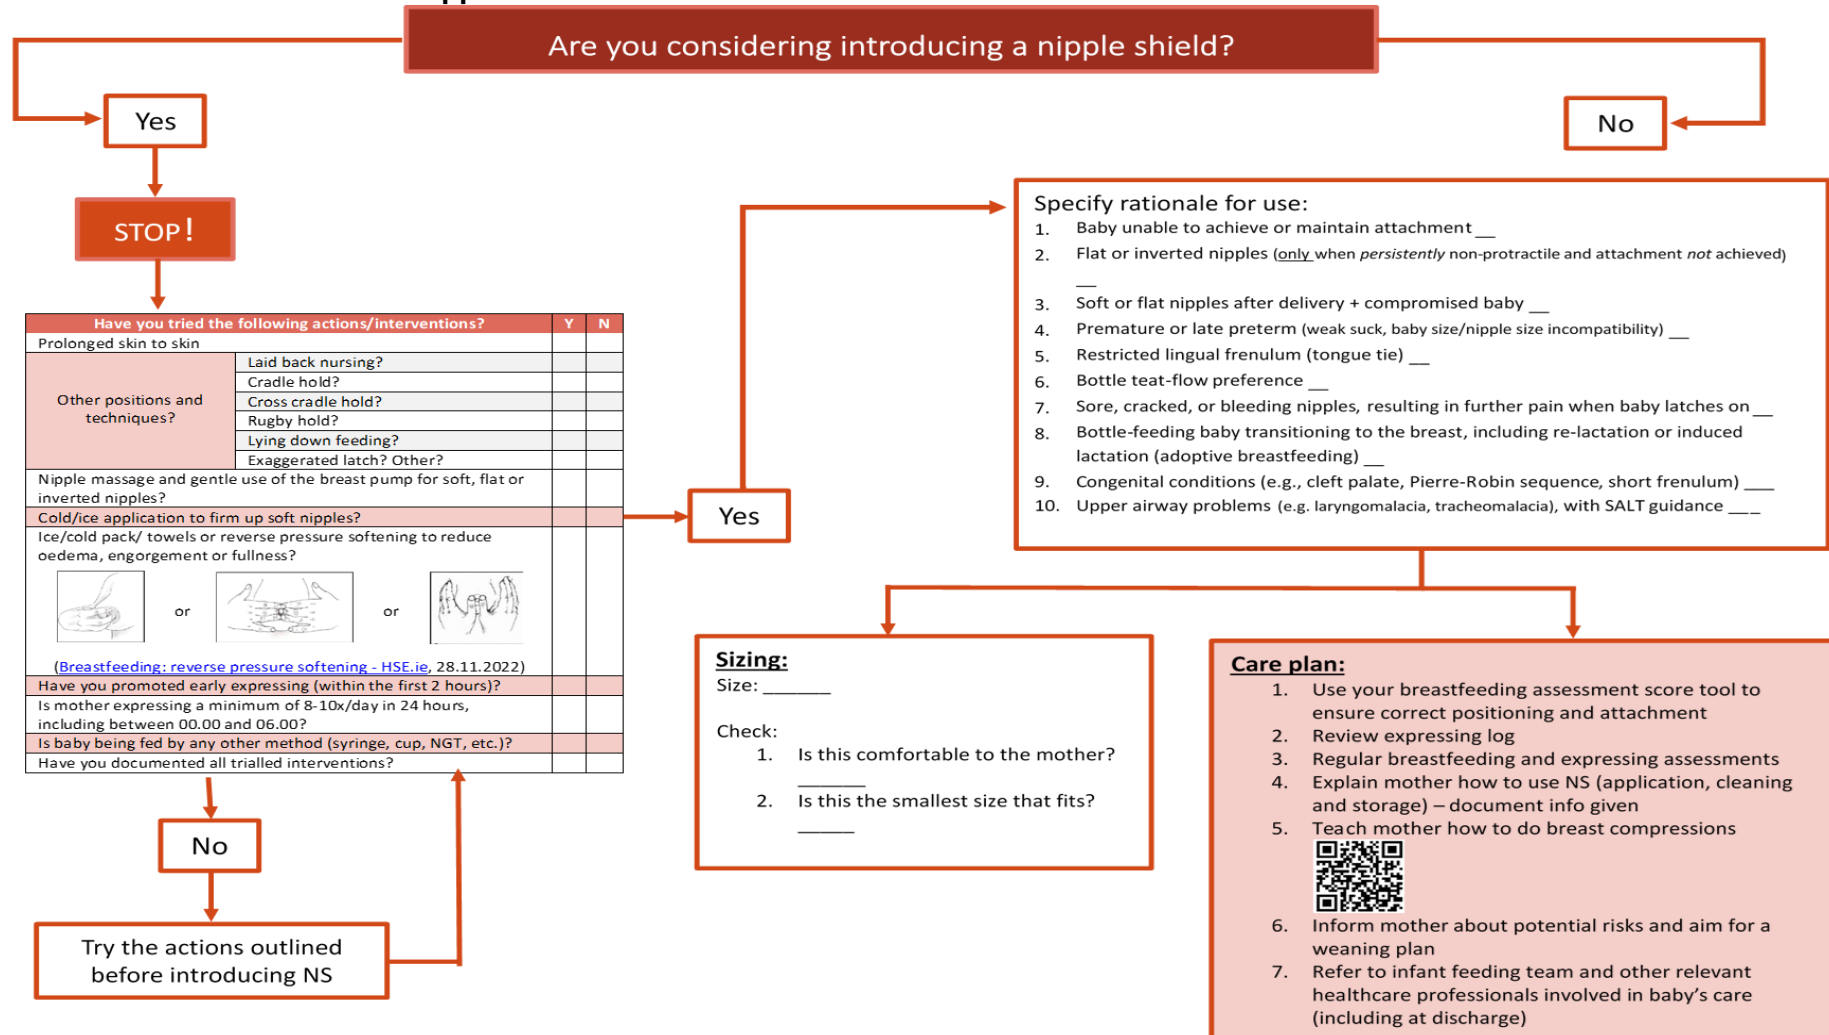 Are you considering introducing a nipple shield?
Yes
No
STOP!
Have you tried the following actions/interventions? Y N
Prolonged skin to skin
Other positions and
techniques?
Laid back nursing?
Cradle hold?
Cross cradle hold?
Rugby hold?
Lying down feeding?
Exaggerated latch? Other?
Nipple massage and gentle use of the breast pump for soft, flat or
inverted nipples?
Cold/ice application to firm up soft nipples?
Ice/cold pack/ towels or reverse pressure softening to reduce
oedema, engorgement or fullness?
or
or
(Breastfeeding: reverse pressure softening - HSE.ie, 28.11.2022)
Have you promoted early expressing (within the first 2 hours)?
Is mother expressing a minimum of 8-10x/day in 24 hours,
including between 00.00 and 06.00?
Is baby being fed by any other method (syringe, cup, NGT, etc.)?
Have you documented all trialled interventions?
No
Try the actions outlined
before introducing NS
Yes
Specify rationale for use:
1. Baby unable to achieve or maintain attachment __
2. Flat or inverted nipples (only when persistently non-protractile and attachment not achieved)
__
3. Soft or flat nipples after delivery + compromised baby __
4. Premature or late preterm (weak suck, baby size/nipple size incompatibility) __
5. Restricted lingual frenulum (tongue tie) __
6. Bottle teat-flow preference __
7. Sore, cracked, or bleeding nipples, resulting in further pain when baby latches on __
8. Bottle-feeding baby transitioning to the breast, including re-lactation or induced
lactation (adoptive breastfeeding) __
9. Congenital conditions (e.g., cleft palate, Pierre-Robin sequence, short frenulum) ___
10. Upper airway problems (e.g. laryngomalacia, tracheomalacia), with SALT guidance ___
Sizing:
Size: ______
Check:
1. Is this comfortable to the mother?
______
2. Is this the smallest size that fits?
_____
Care plan:
1. Use your breastfeeding assessment score tool to
ensure correct positioning and attachment
2. Review expressing log
3. Regular breastfeeding and expressing assessments
4. Explain mother how to use NS (application, cleaning
and storage) – document info given
5. Teach mother how to do breast compressions
6. Inform mother about potential risks and aim for a
weaning plan
7. Refer to infant feeding team and other relevant
healthcare professionals involved in baby's care
(including at discharge)